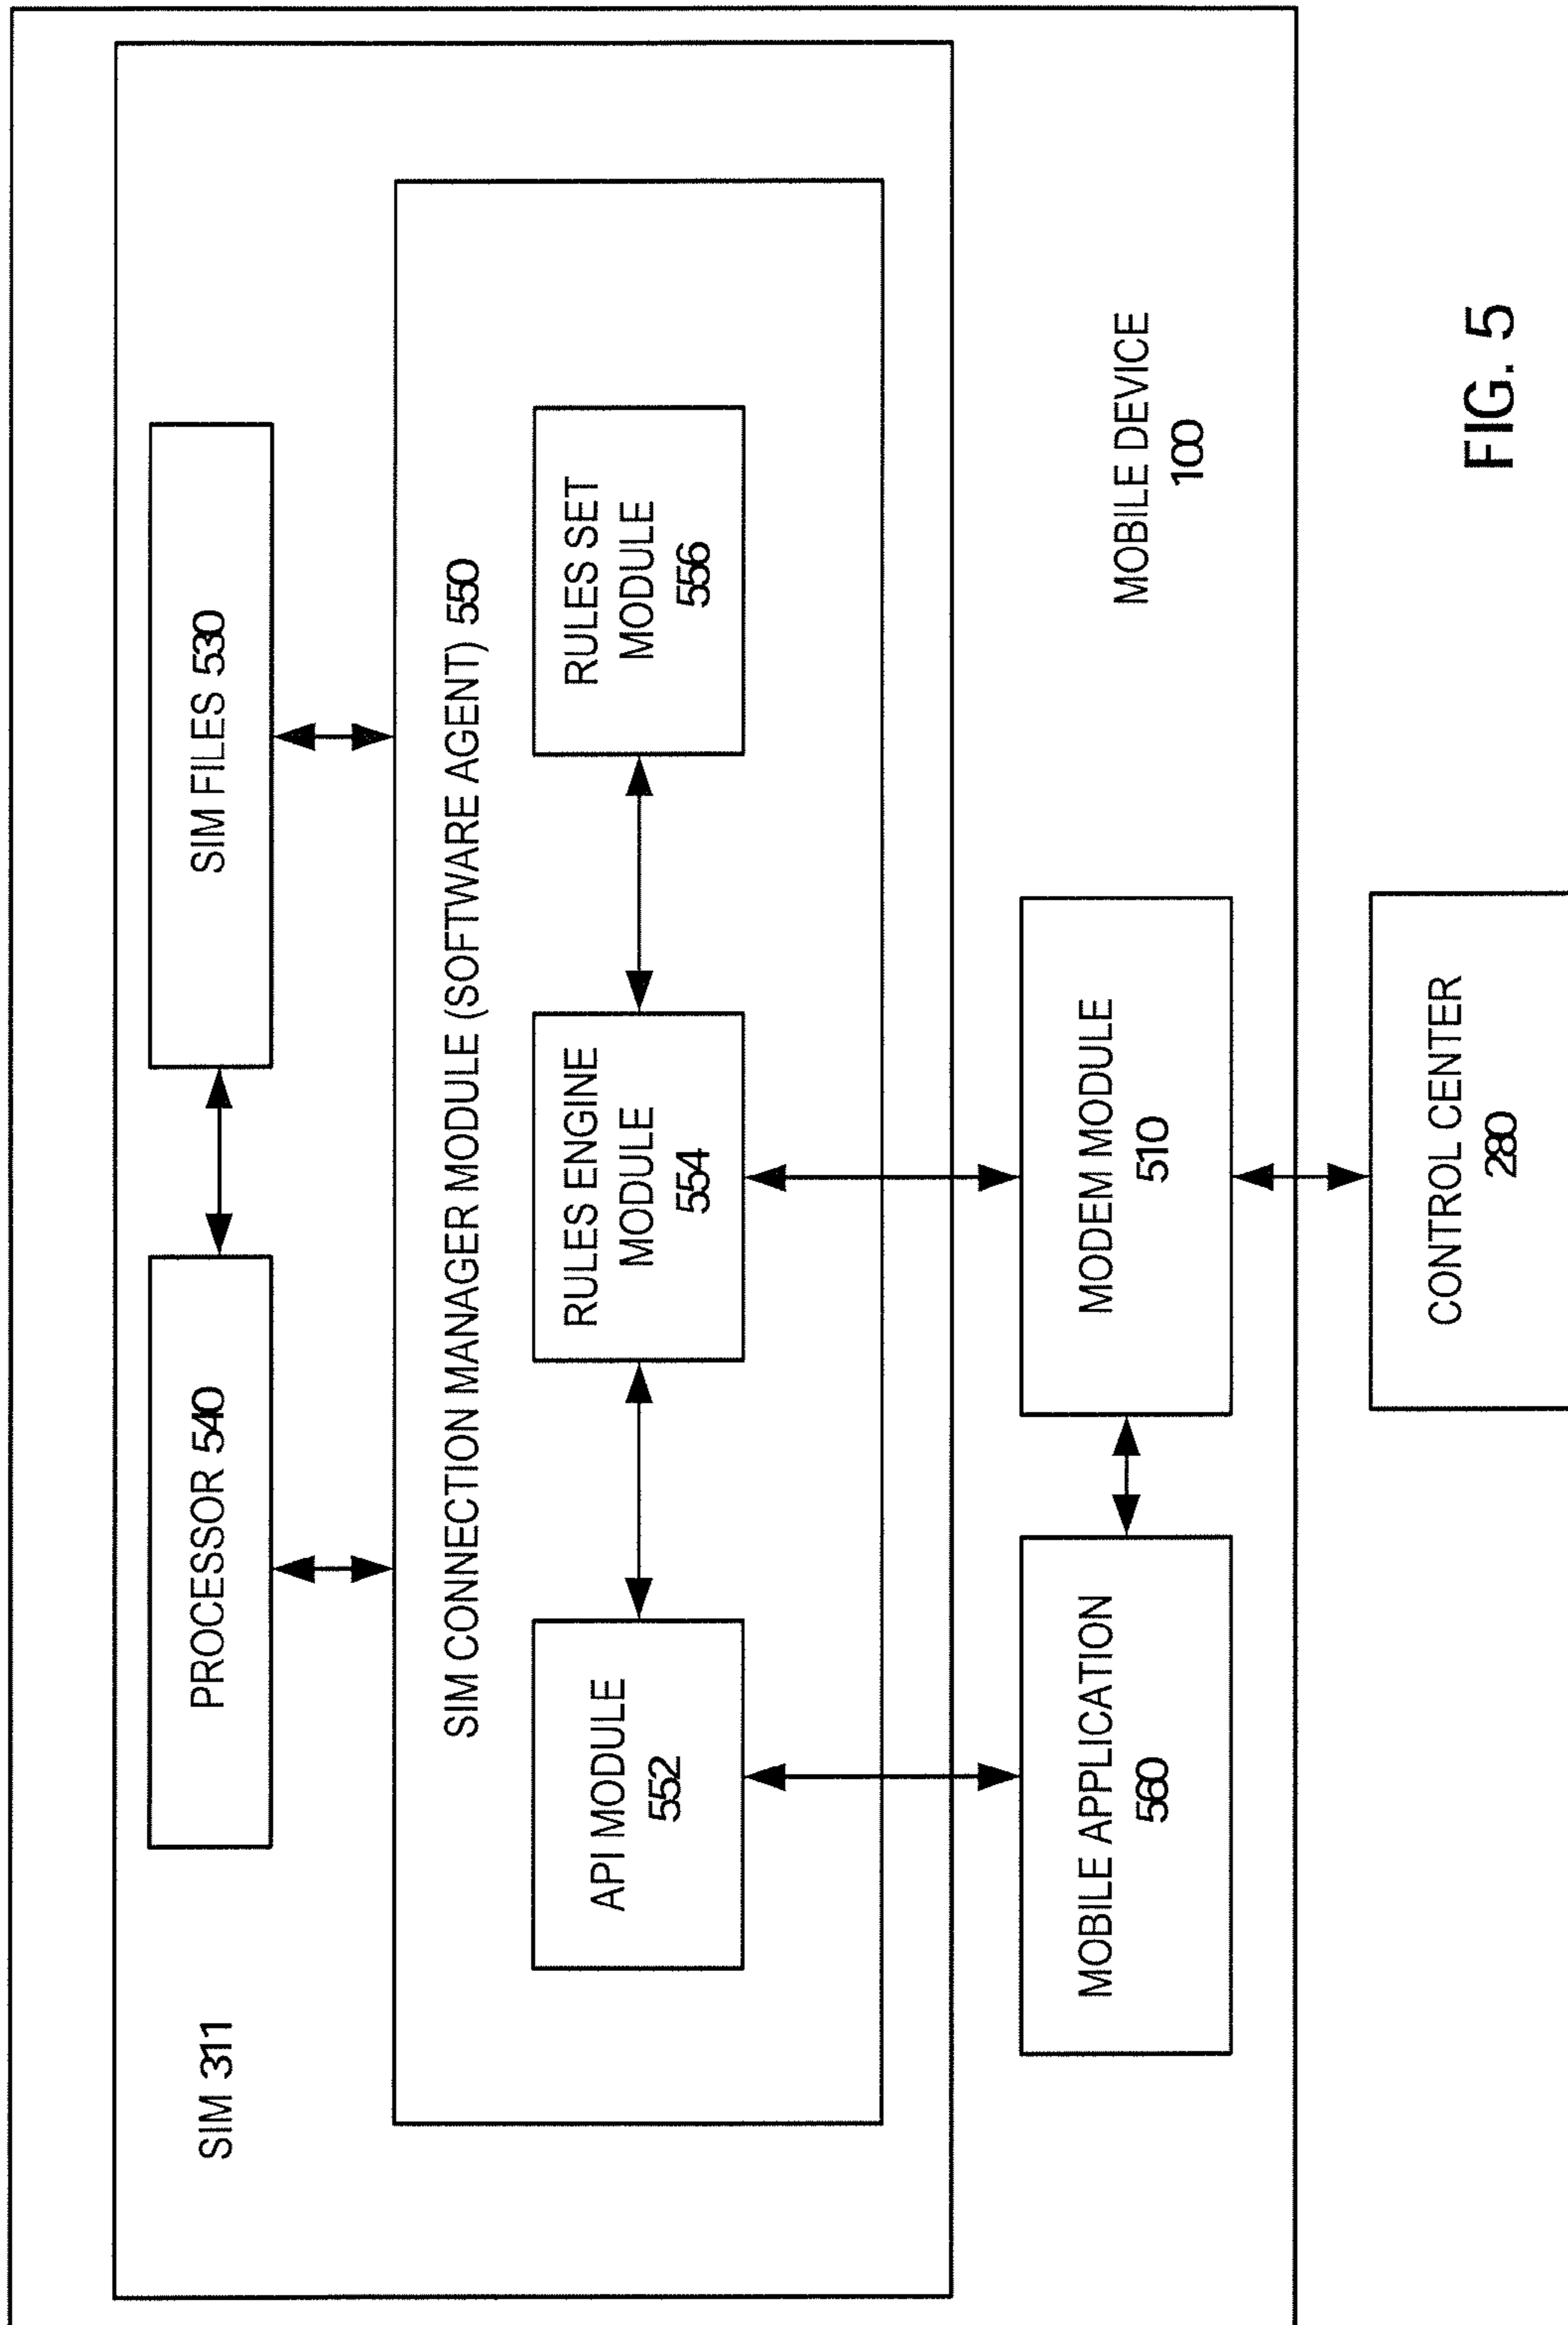 SIM 311
PROCESSOR 540
SIM FILES 530
SIM CONNECTION MANAGER MODULE (SOFTWARE AGENT) 550
API MODULE
552
RULES ENGINE
MODULE
554
RULES SET
MODULE
556
MOBILE APPLICATION
560
MODEM MODULE
510
MOBILE DEVICE
100
CONTROL CENTER
280
FIG. 5